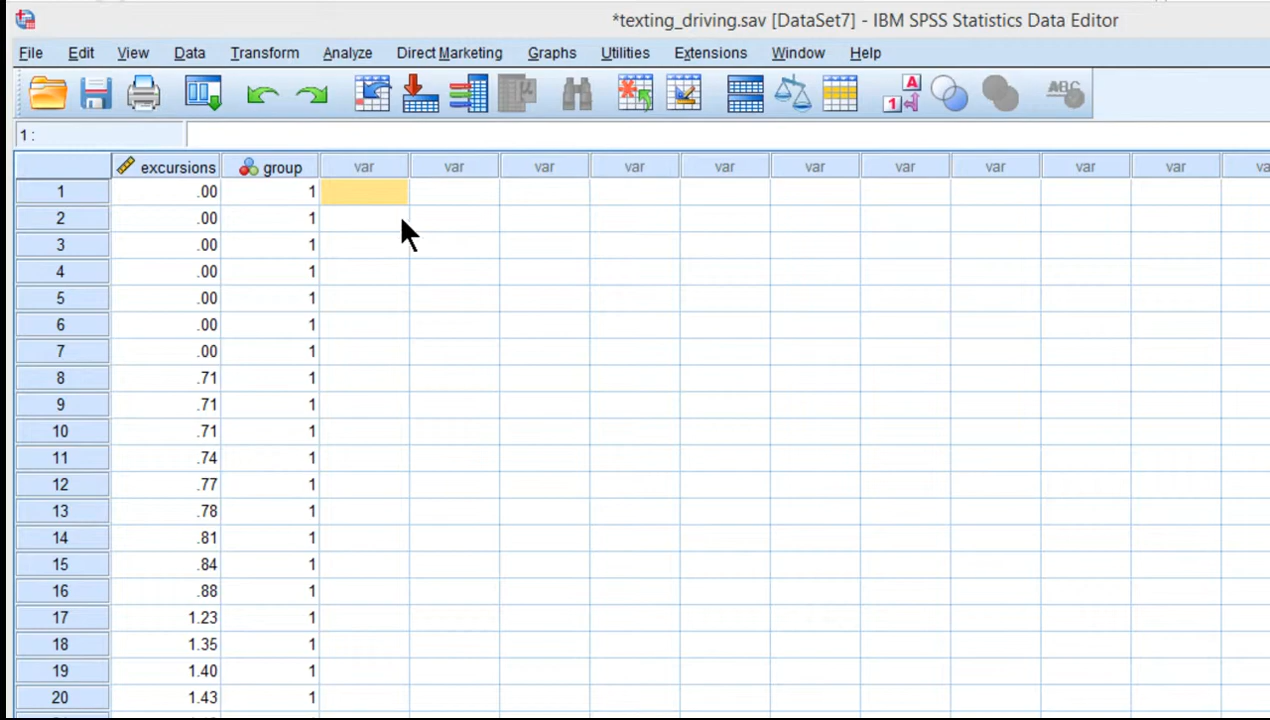 *texting_driving.sav [DataSet7] - IBM SPSS Statistics Data Editor
File Edit View Data Transform Analyze Direct Marketing Graphs Utilities Extensions Window Help
A
1
ABC
1 :
excursions group var var var var var var var var var var va
1 .00 1
2 .00 1
3 .00 1
4 .00 1
5 .00 1
6 .00 1
7 .00 1
8 .71 1
9 .71 1
10 .71 1
11 .74 1
12 .77 1
13 .78 1
14 .81 1
15 .84 1
16 .88 1
17 1.23 1
18 1.35 1
19 1.40 1
20 1.43 1